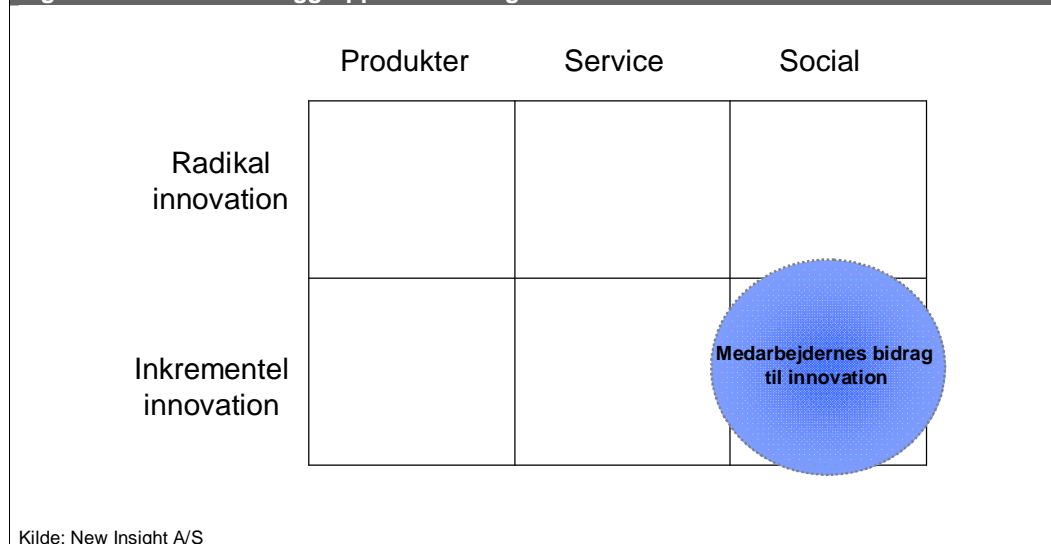 Produkter Service Social
Radikal
innovation
Medarbejdernes bidrag
til innovation
Inkrementel
innovation
Kilde: New Insight A/S